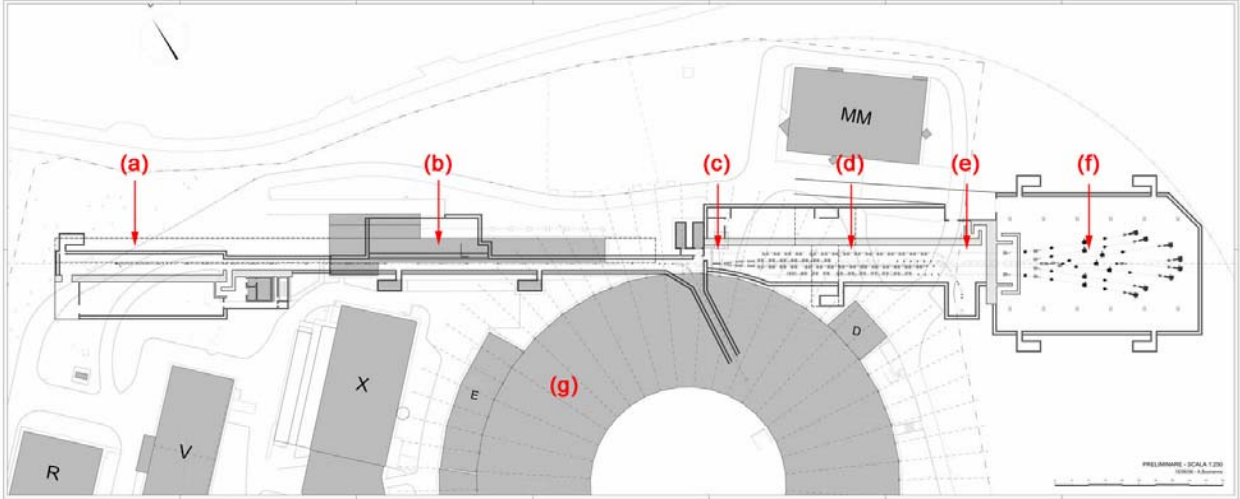 MM
(a)
(b)
(c)
(d)
(e)
(f)
D
X
E
(g)
V
R
PRELIMINARE - SCALA 1:250